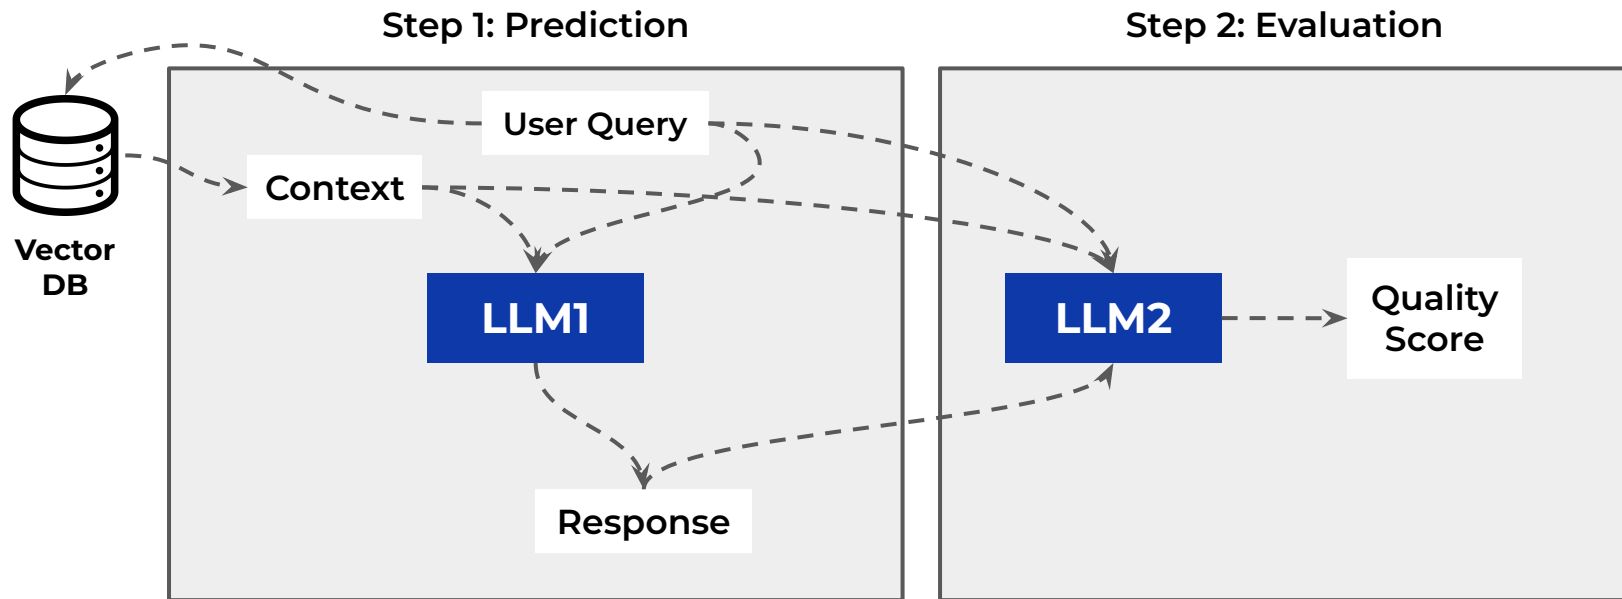 Step 1: Prediction
Step 2: Evaluation
User Query
Context
Vector
DB
LLM1
LLM2
Quality
Score
Response